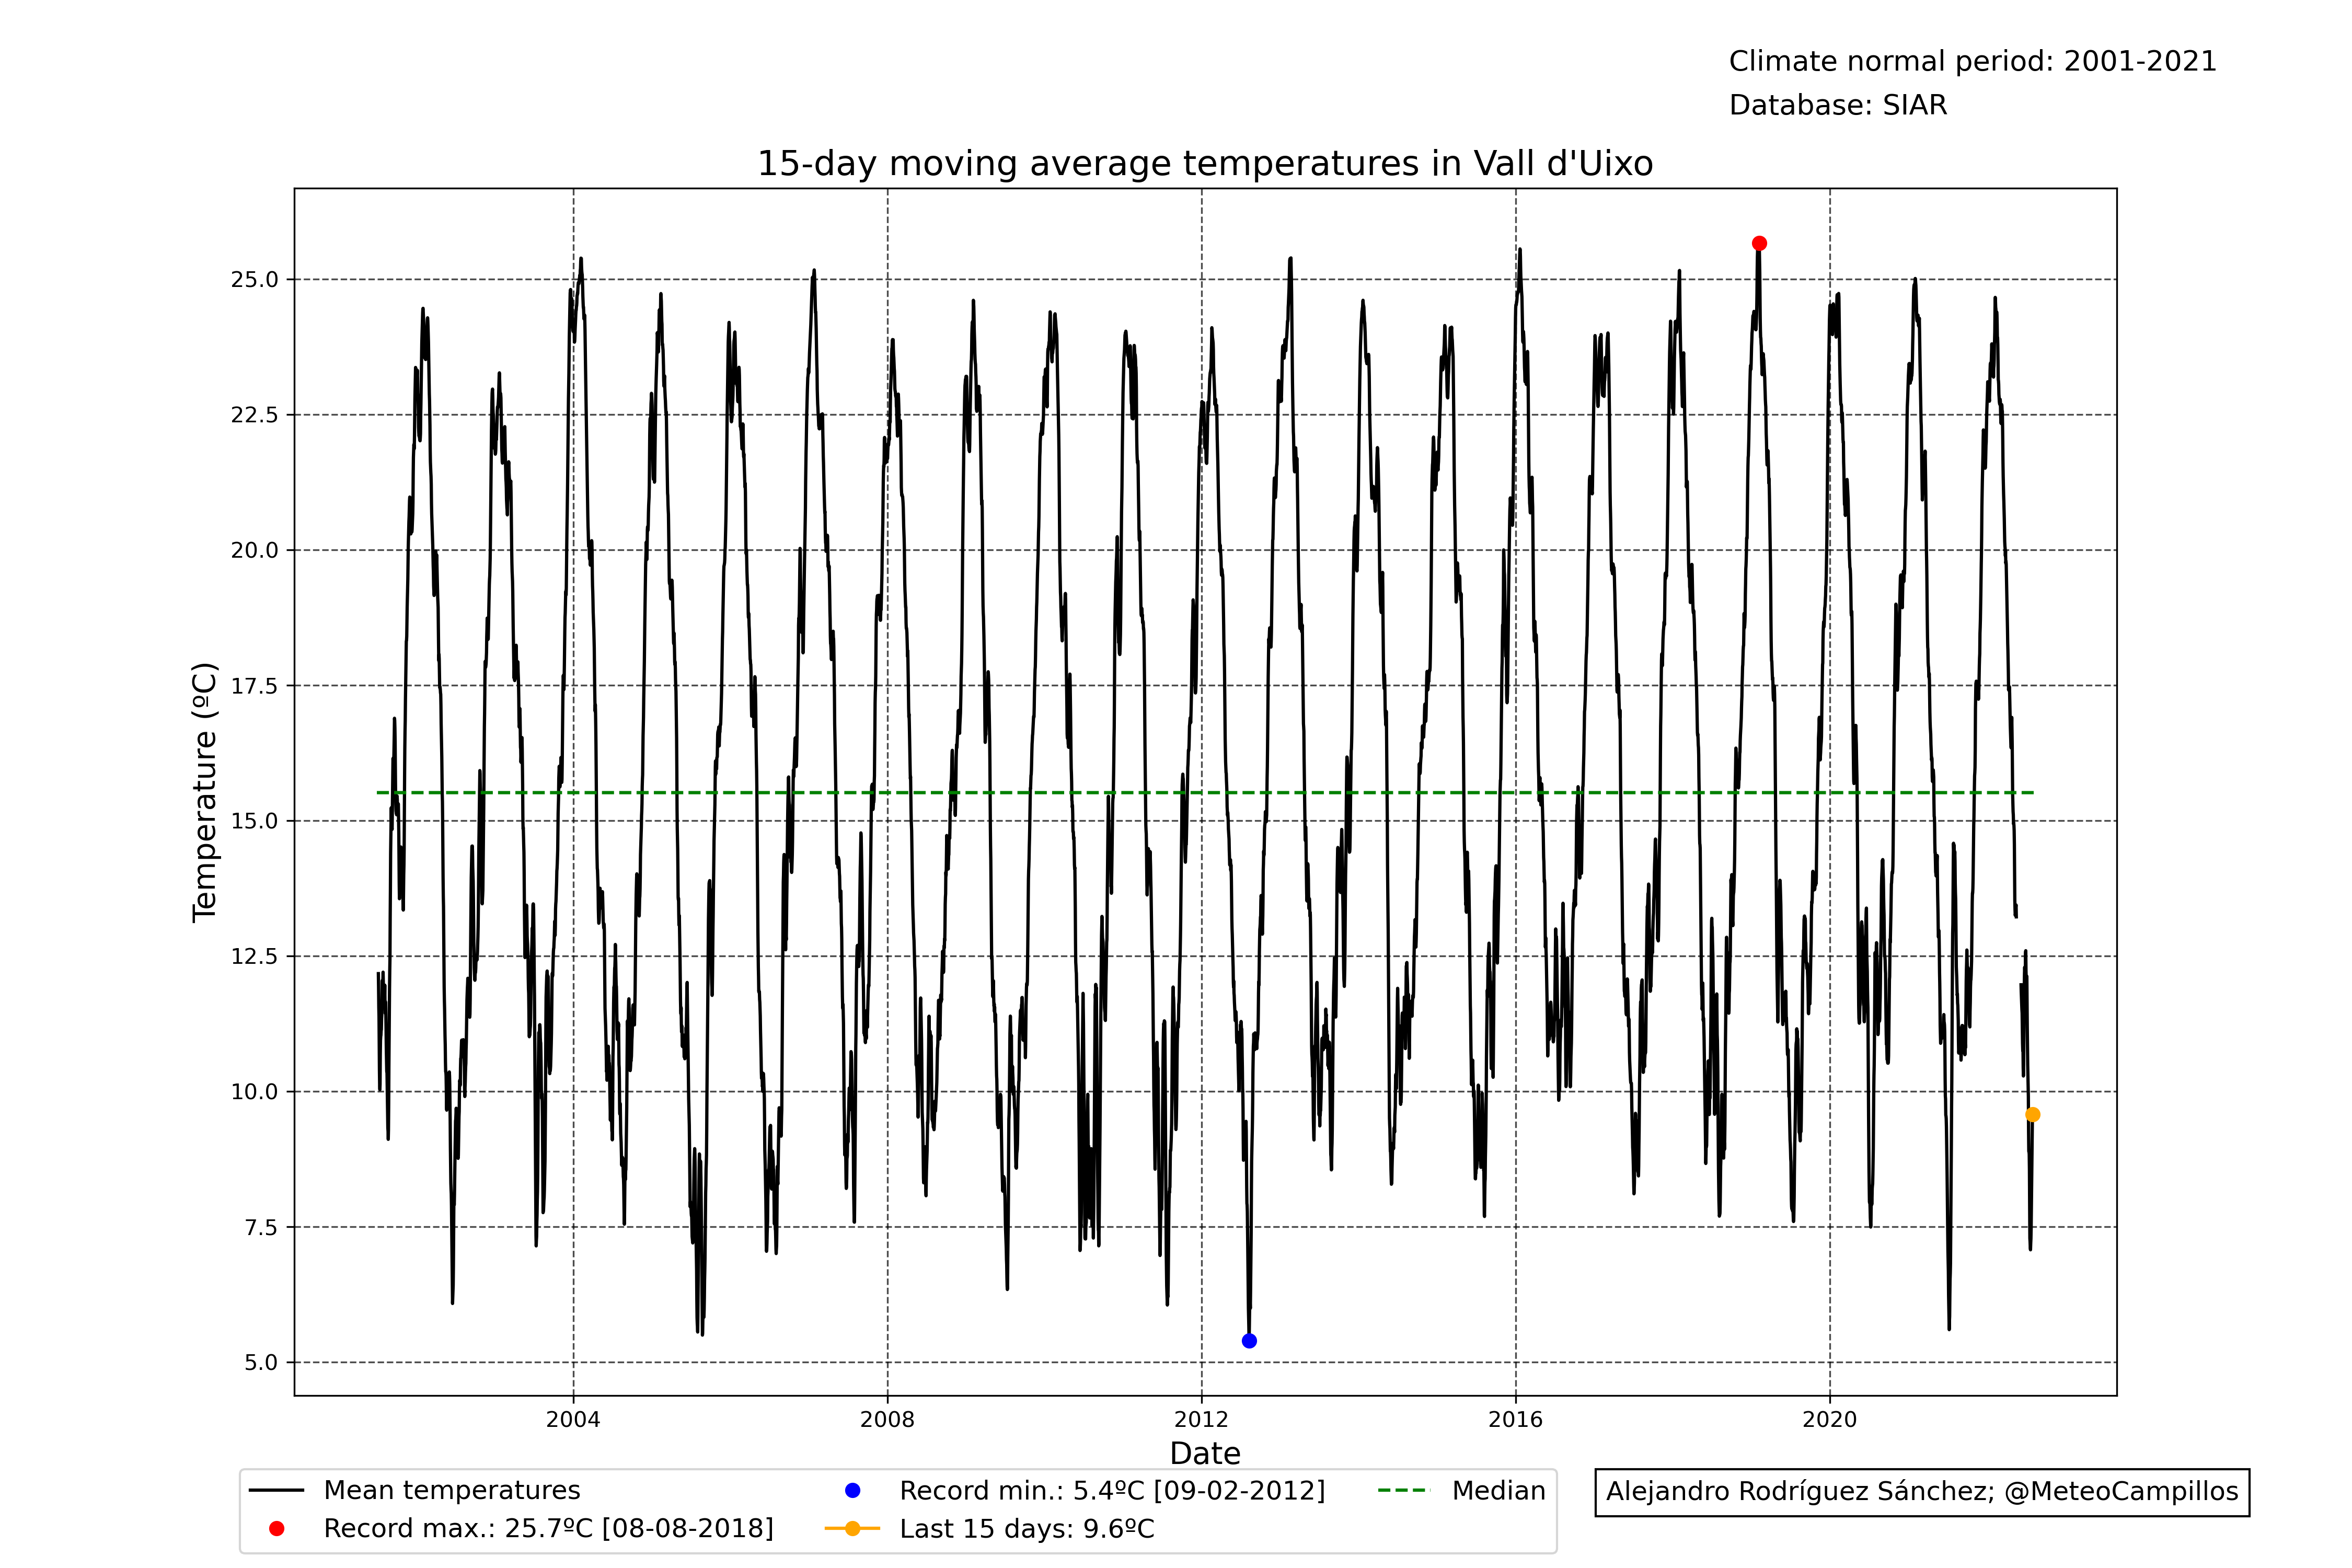 Climate normal period: 2001-2021
Database: SIAR
15-day moving average temperatures in Vall d'Uixo
25.0
22.5
20.0
17.5
15.0
12.5
10.0
7.5
5.0
Temperature (ºC)
2004 2008 2012 2016 2020
Date
Mean temperatures
Record max.: 25.7ºC [08-08-2018]
Record min.: 5.4ºC [09-02-2012]
Last 15 days: 9.6ºC
Median
Alejandro Rodríguez Sánchez; @MeteoCampillos